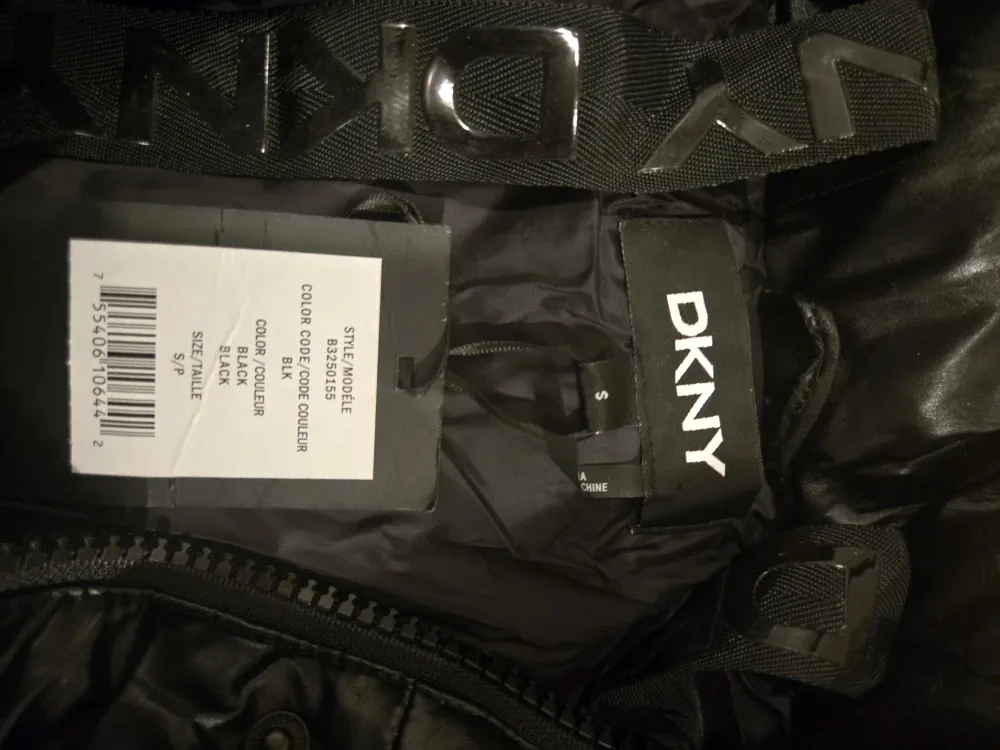 DKNY
DKNY
S
A
CHINE
STYLE/MODÈLE
B3250155
COLOR CODE/CODE COULEUR
BLK
COLOR/COULEUR
BLACK
BLACK
SIZE/TAILLE
S/P
7 55406 10644 2
D